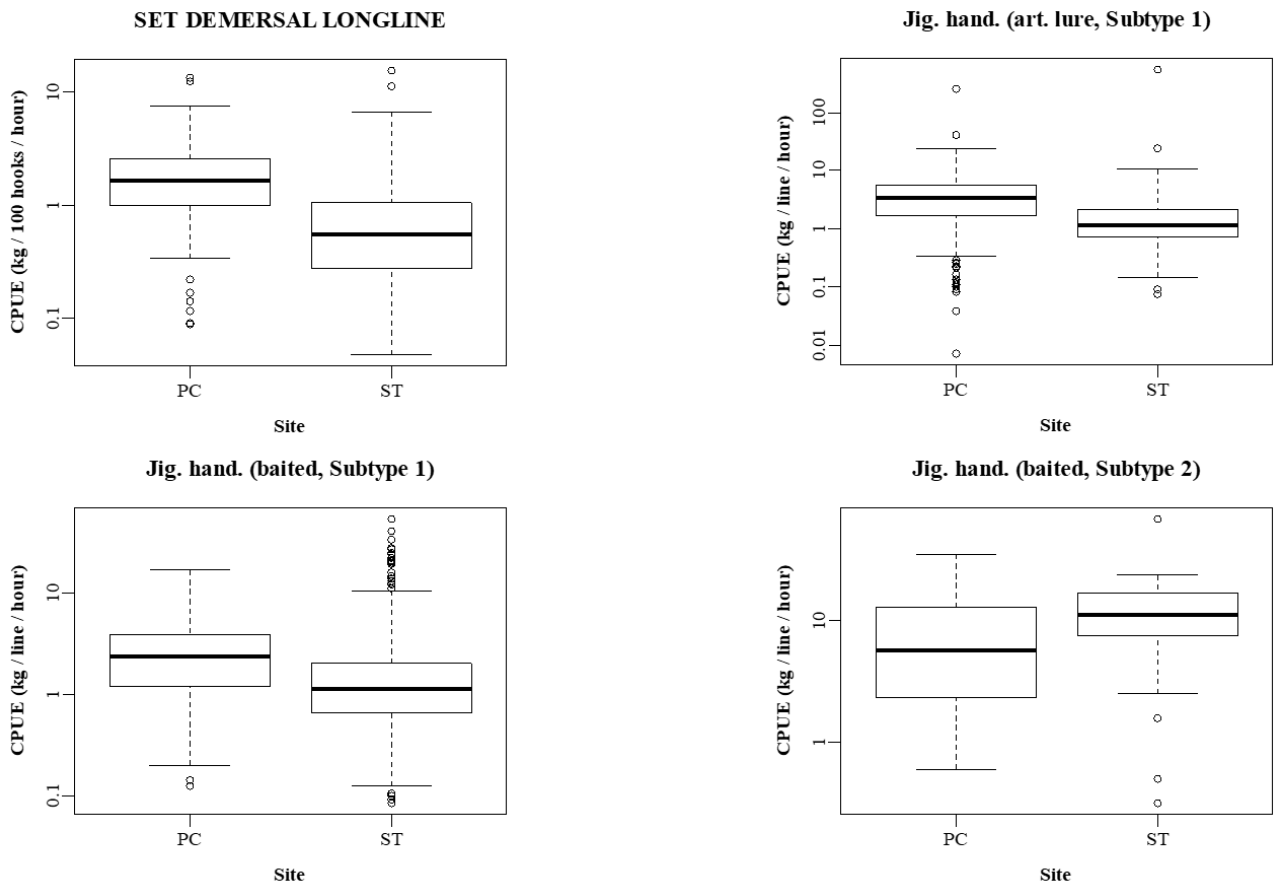 SET DEMERSAL LONGLINE
CPUE (kg / 100 hooks / hour)
10
1
0.1
PC
ST
Site
Jig. hand. (art. lure, Subtype 1)
CPUE (kg / line / hour)
100
10
1
0.1
0.01
PC
ST
Site
Jig. hand. (baited, Subtype 1)
CPUE (kg / line / hour)
10
1
0.1
PC
ST
Site
Jig. hand. (baited, Subtype 2)
CPUE (kg / line / hour)
10
1
PC
ST
Site